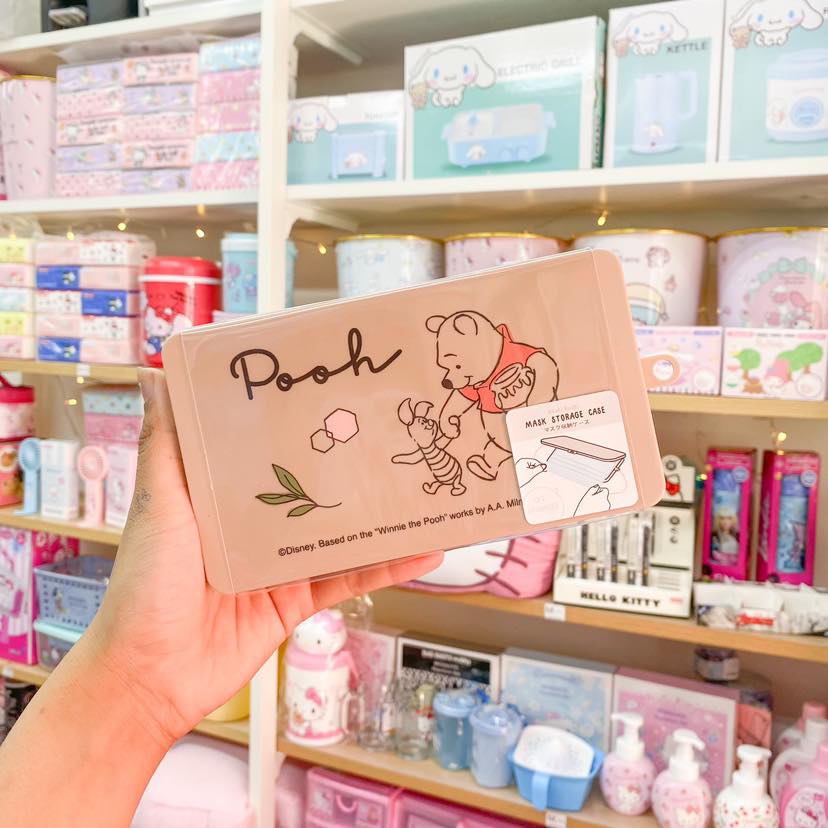 KETTLE
ELECTRIC GRILL
Pooh
MASK STORAGE CASE
マスク収納ケース
©Disney. Based on the "Winnie the Pooh" works by A.A. Miln
HELLO KITTY